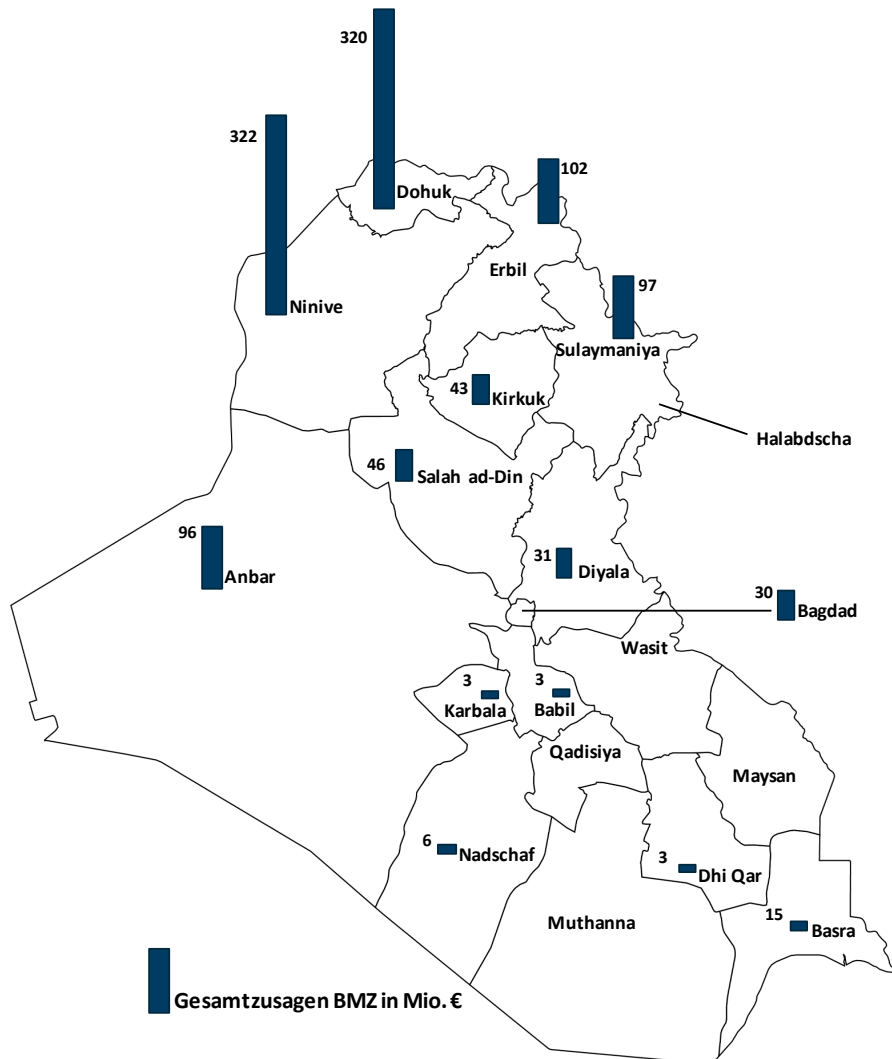 320
322
Dohuk
102
Erbil
Ninive
97
Sulaymaniya
43
Kirkuk
Halabdscha
46
Salah ad-Din
96
Anbar
31
Diyala
30
Bagdad
Wasit
3
Karbala
3
Babil
Qadisiya
Maysan
6
Nadschaf
3
Dhi Qar
Muthanna
15
Basra
Gesamtzusagen BMZ in Mio. €